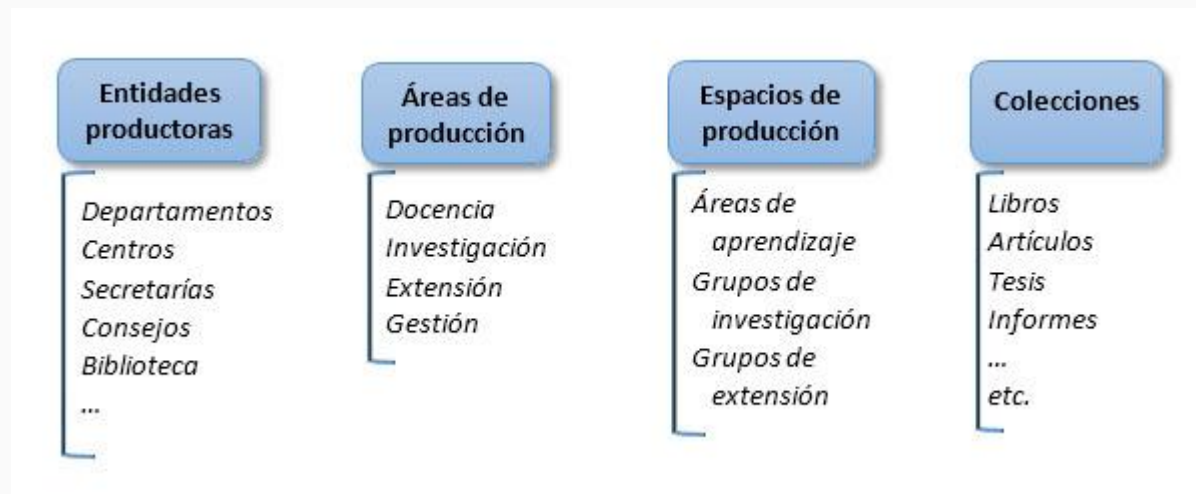 Entidades
productoras
Departamentos
Centros
Secretarías
Consejos
Biblioteca
...
Áreas de
producción
Docencia
Investigación
Extensión
Gestión
Espacios de
producción
Áreas de
aprendizaje
Grupos de
investigación
Grupos de
extensión
Colecciones
Libros
Artículos
Tesis
Informes
...
etc.